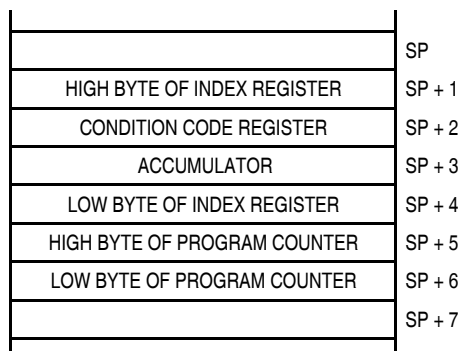 SP
HIGH BYTE OF INDEX REGISTER SP + 1
CONDITION CODE REGISTER SP + 2
ACCUMULATOR SP + 3
LOW BYTE OF INDEX REGISTER SP + 4
HIGH BYTE OF PROGRAM COUNTER SP + 5
LOW BYTE OF PROGRAM COUNTER SP + 6
SP + 7